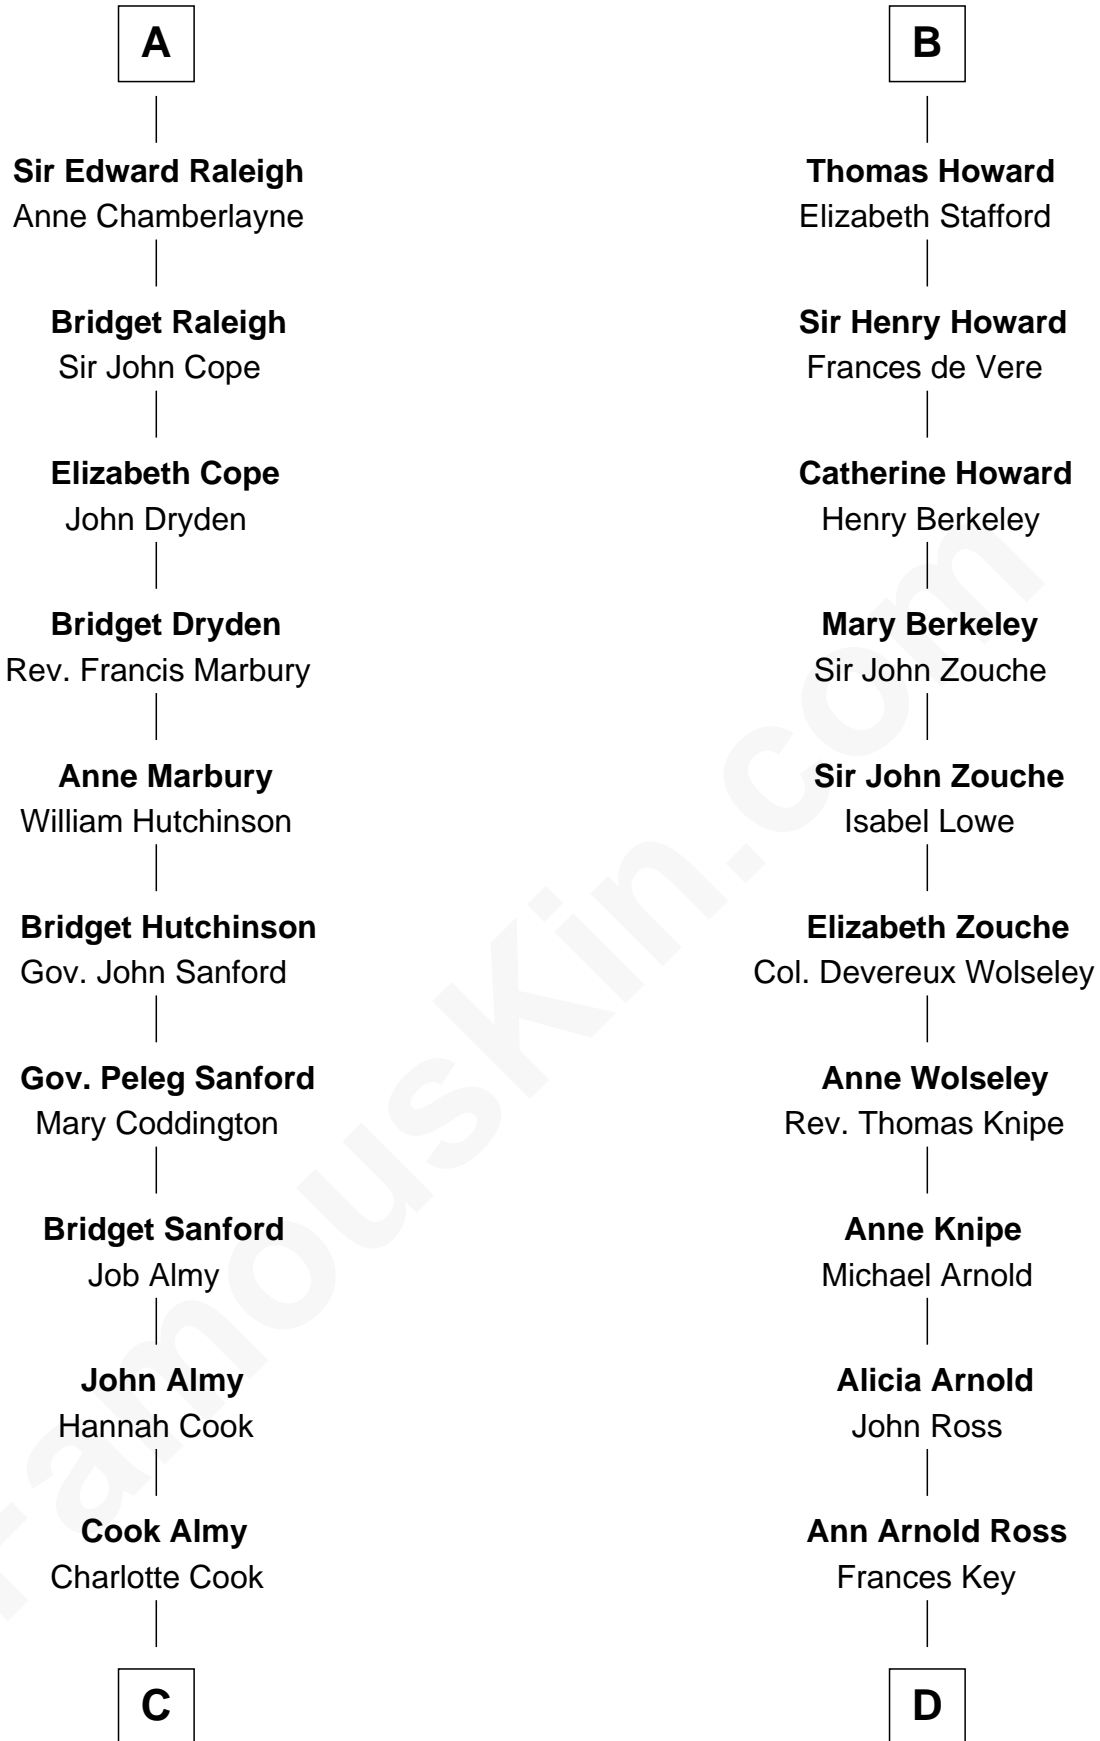 A
Sir Edward Raleigh
Anne Chamberlayne
Bridget Raleigh
Sir John Cope
Elizabeth Cope
John Dryden
Bridget Dryden
Rev. Francis Marbury
Anne Marbury
William Hutchinson
Bridget Hutchinson
Gov. John Sanford
Gov. Peleg Sanford
Mary Coddington
Bridget Sanford
Job Almy
John Almy
Hannah Cook
Cook Almy
Charlotte Cook
C
B
Thomas Howard
Elizabeth Stafford
Sir Henry Howard
Frances de Vere
Catherine Howard
Henry Berkeley
Mary Berkeley
Sir John Zouche
Sir John Zouche
Isabel Lowe
Elizabeth Zouche
Col. Devereux Wolseley
Anne Wolseley
Rev. Thomas Knipe
Anne Knipe
Michael Arnold
Alicia Arnold
John Ross
Ann Arnold Ross
Frances Key
D
FamousKin.com